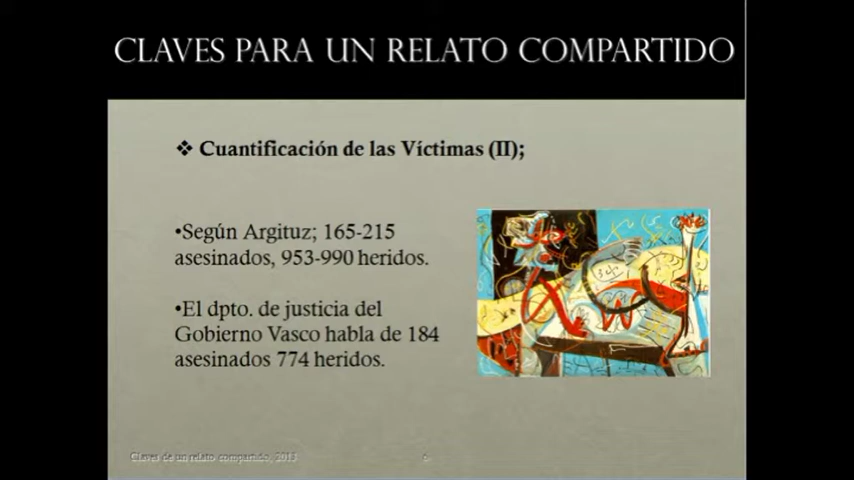 CLAVES PARA UN RELATO COMPARTIDO
❖ Cuantificación de las Víctimas (II);
•Según Argituz; 165-215
asesinados, 953-990 heridos.
•El dpto. de justicia del
Gobierno Vasco habla de 184
asesinados 774 heridos.
Claves de un relato compartido, 2013
6